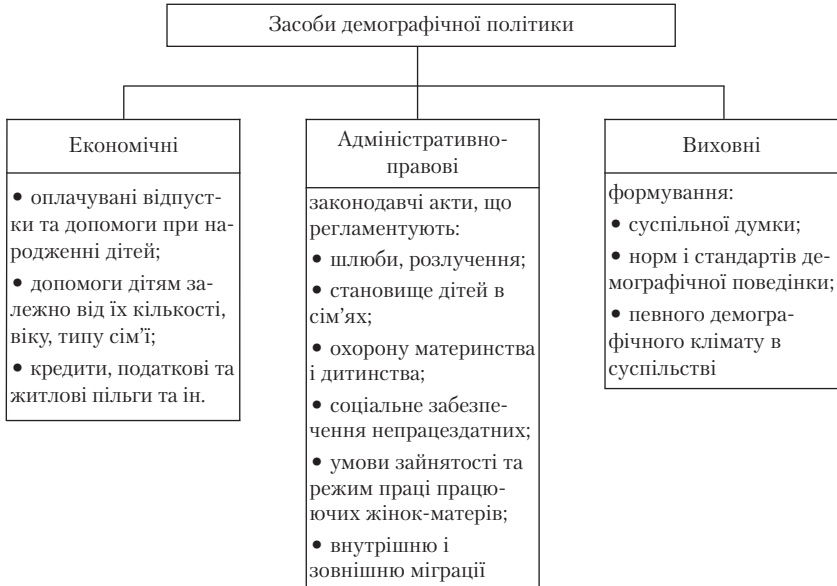 Засоби демографічної політики
Економічні
• оплачувані відпуст-
ки та допомоги при на-
родженні дітей;
• допомоги дітям за-
лежно від їх кількості,
віку, типу сім’ї;
• кредити, податкові та
житлові пільги та ін.
Адміністративно-
правові
законодавчі акти, що
регламентують:
• шлюби, розлучення;
• становище дітей в
сім’ях;
• охорону материнства
і дитинства;
• соціальне забезпе-
чення непрацездатних;
• умови зайнятості та
режим праці працю-
ючих жінок-матерів;
• внутрішню і
зовнішню міграції
Виховні
формування:
• суспільної думки;
• норм і стандартів де-
мографічної поведінки;
• певного демогра-
фічного клімату в
суспільстві